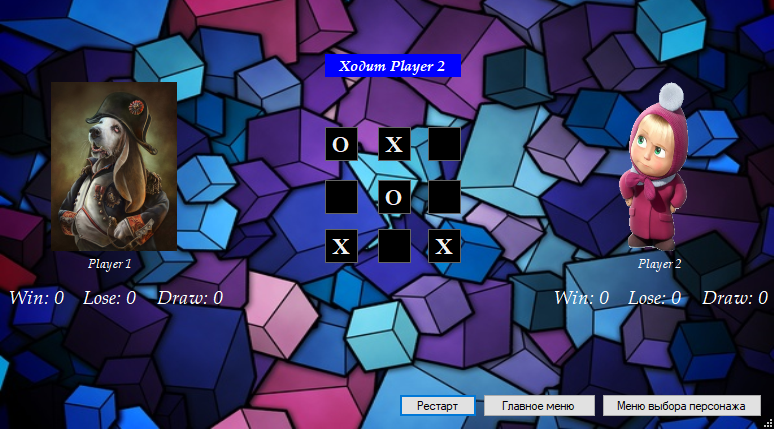 Ходит Player 2
O X
O
X X
Player 1
Player 2
Win: 0 Lose: 0 Draw: 0
Win: 0 Lose: 0 Draw: 0
Рестарт
Главное меню
Меню выбора персонажа